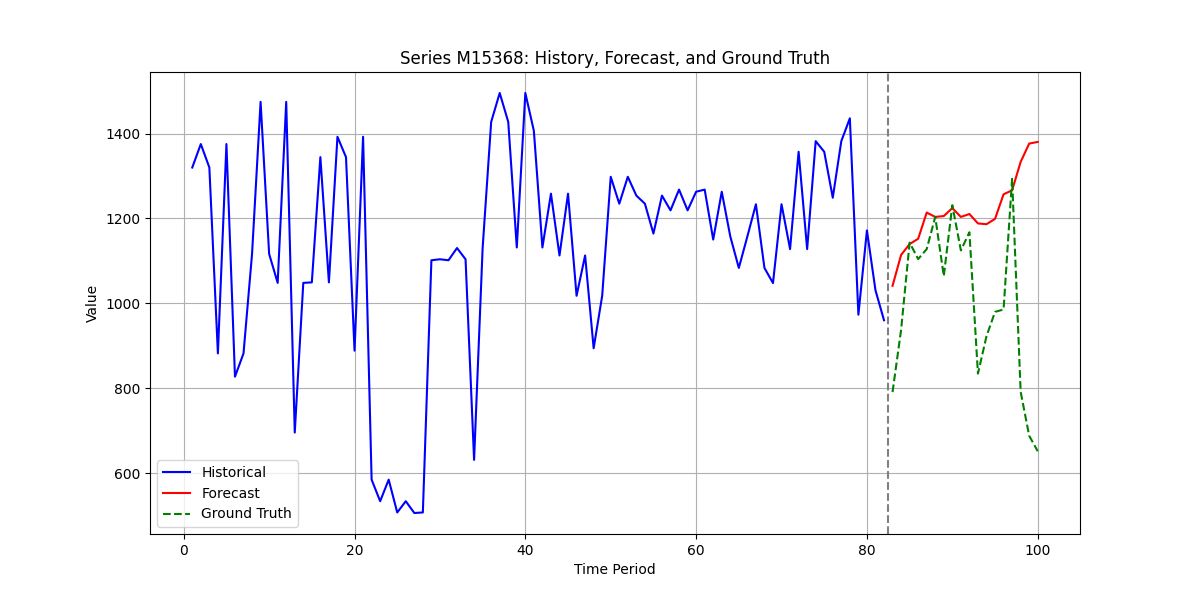 Series M15368: History, Forecast, and Ground Truth
Value
1400
1200
1000
800
600
Historical
Forecast
Ground Truth
0 20 40 60 80 100
Time Period